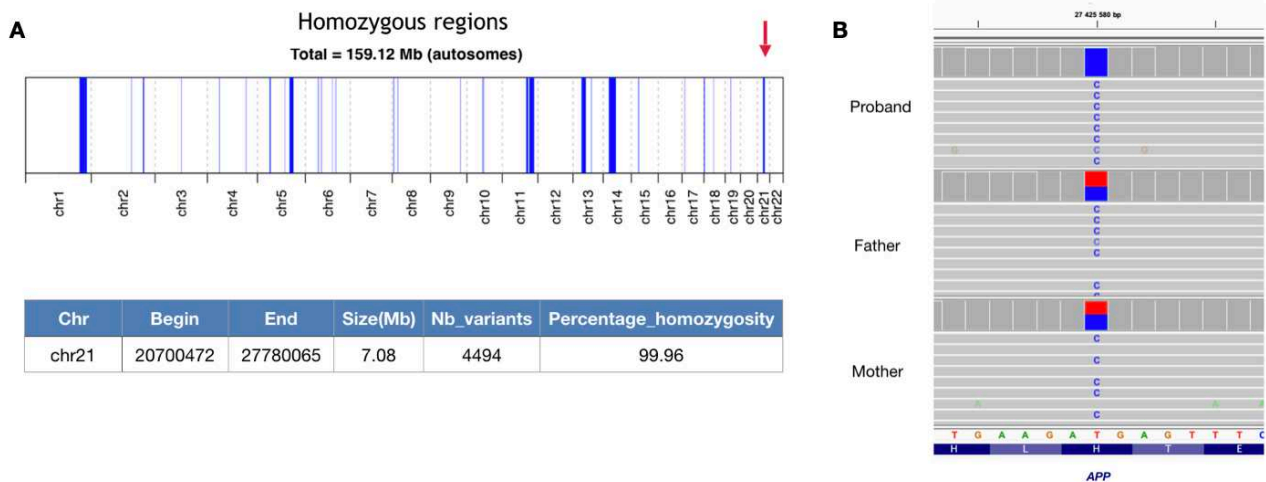 A
Homozygous regions
Total = 159.12 Mb (autosomes)
chr1
chr2
chr3
chr4
chr5
chr6
chr7
chr8
chr9
chr10
chr11
chr12
chr13
chr14
chr15
chr16
chr17
chr18
chr19
chr20
chr21
chr22
Chr Begin End Size(Mb) Nb_variants Percentage_homozygosity
chr21 20700472 27780065 7.08 4494 99.96
B
27 425 580 bp
Proband
C
C
C
C
C
C
G C G
C
Father
C
C
C
C
C
C
C
Mother
C
C
C
C
A A A
C
T G A A G A T G A G T T T C
H L H T E
APP